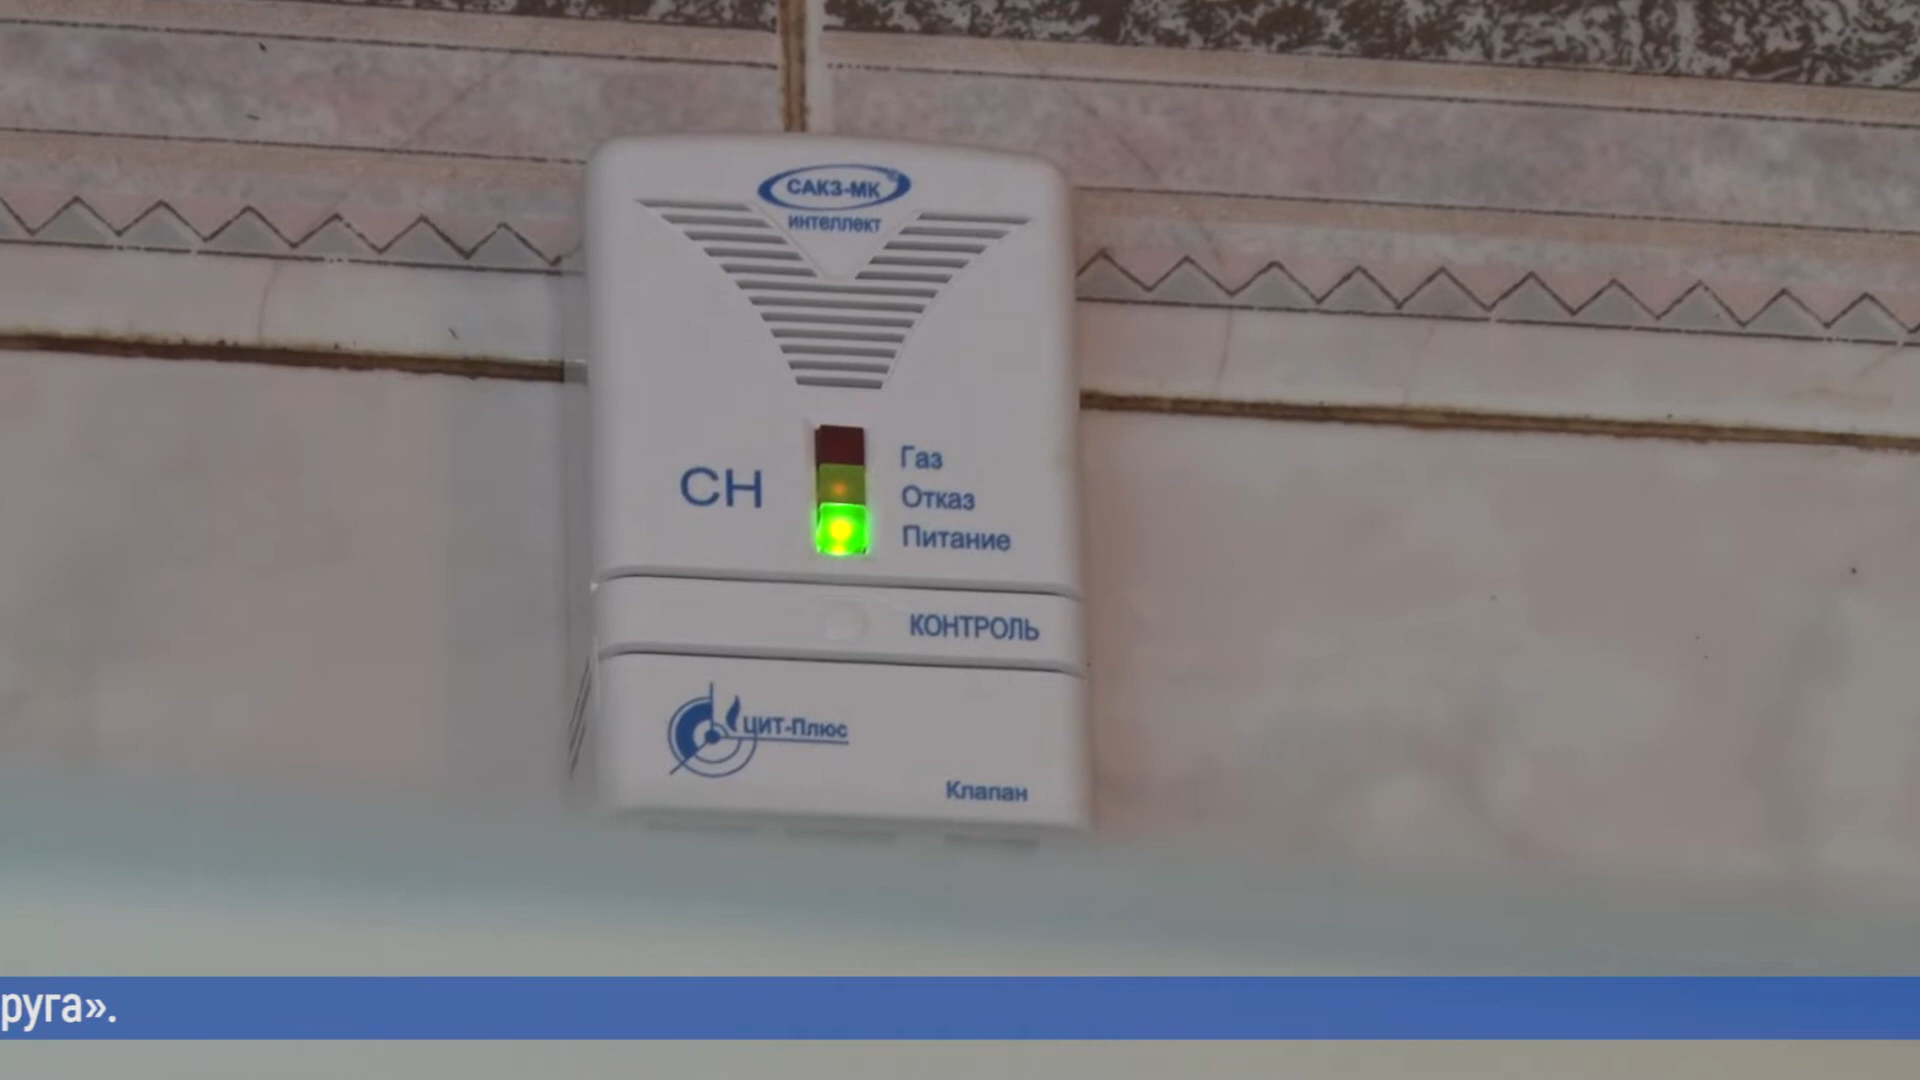 САКЗ-МК®
интеллект
СН
Газ
Отказ
Питание
КОНТРОЛЬ
ЦИТ-Плюс
Клапан
руга».